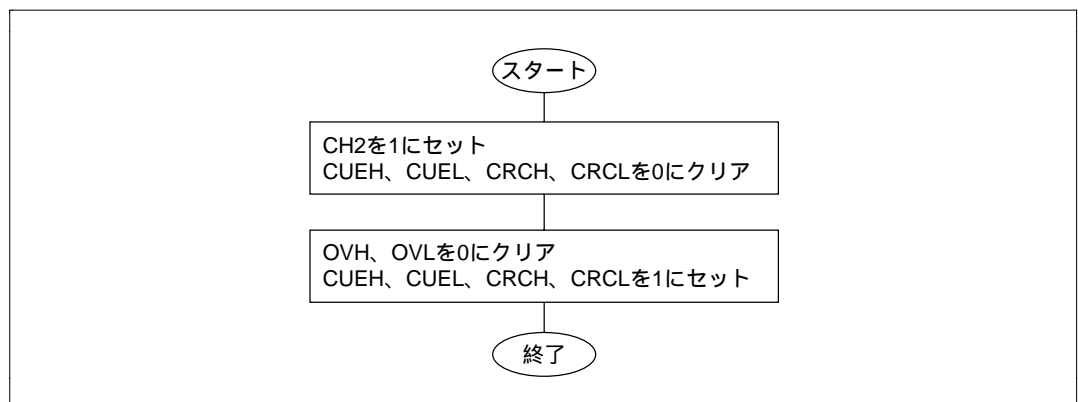 スタート
CH2を1にセット
CUEH、CUEL、CRCH、CRCLを0にクリア
OVH、OVLを0にクリア
CUEH、CUEL、CRCH、CRCLを1にセット
終了